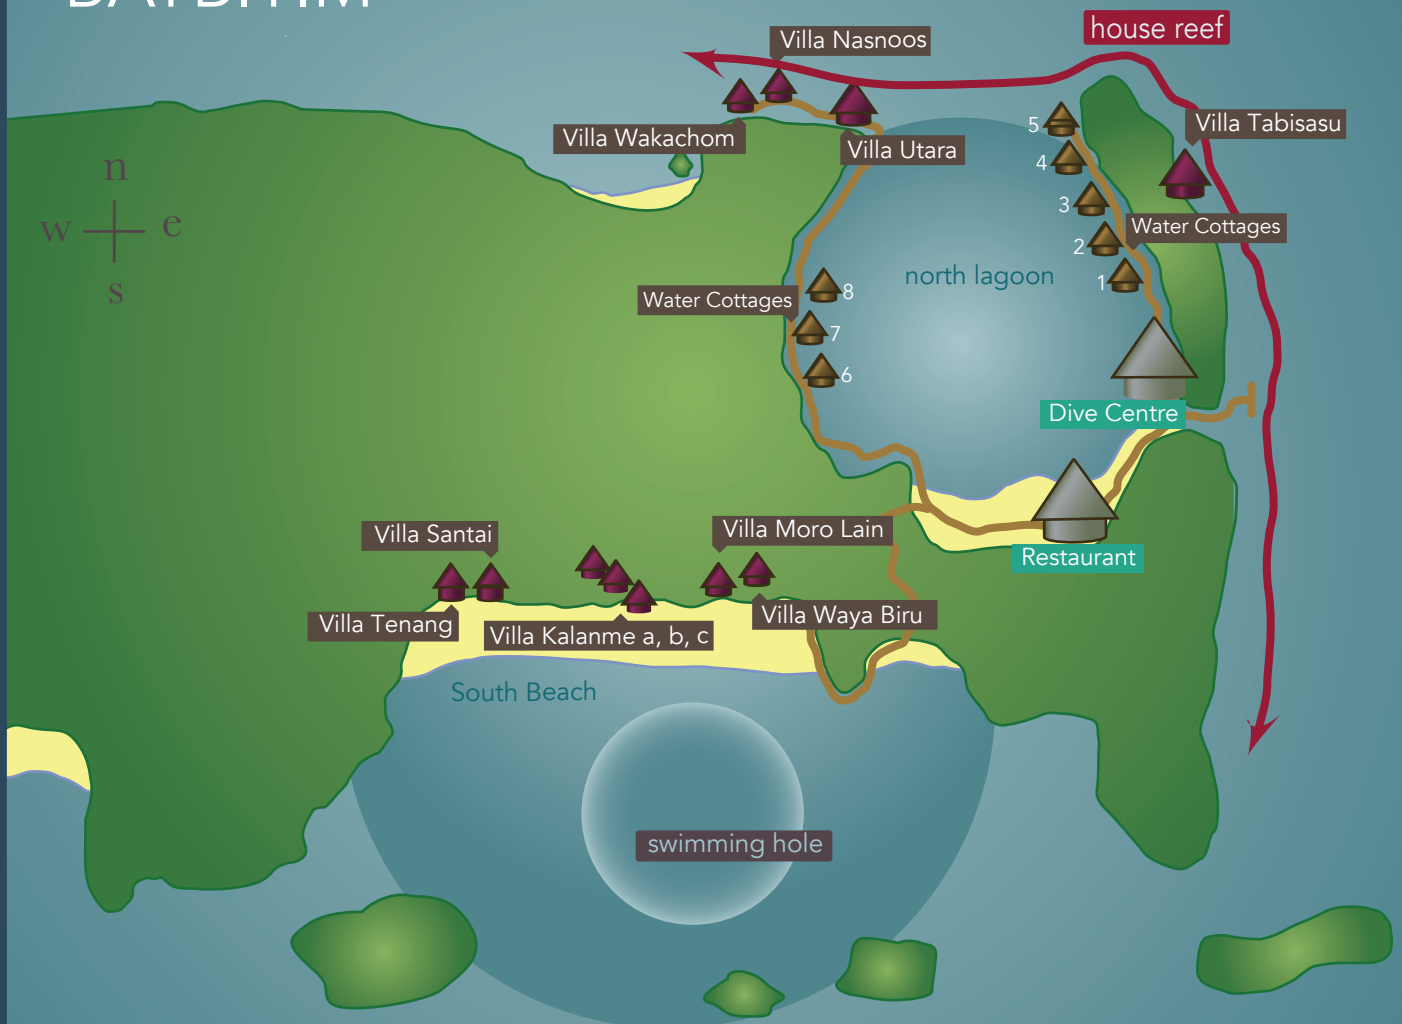 house reef
Villa Nasnoos
Villa Tabisasu
5
Villa Wakachom
Villa Utara
4
n
3
w
e
Water Cottages
2
north lagoon
1
s
8
Water Cottages
7
6
Dive Centre
Villa Santai
Villa Moro Lain
Restaurant
Villa Tenang
Villa Waya Biru
Villa Kalanme a, b, c
South Beach
swimming hole